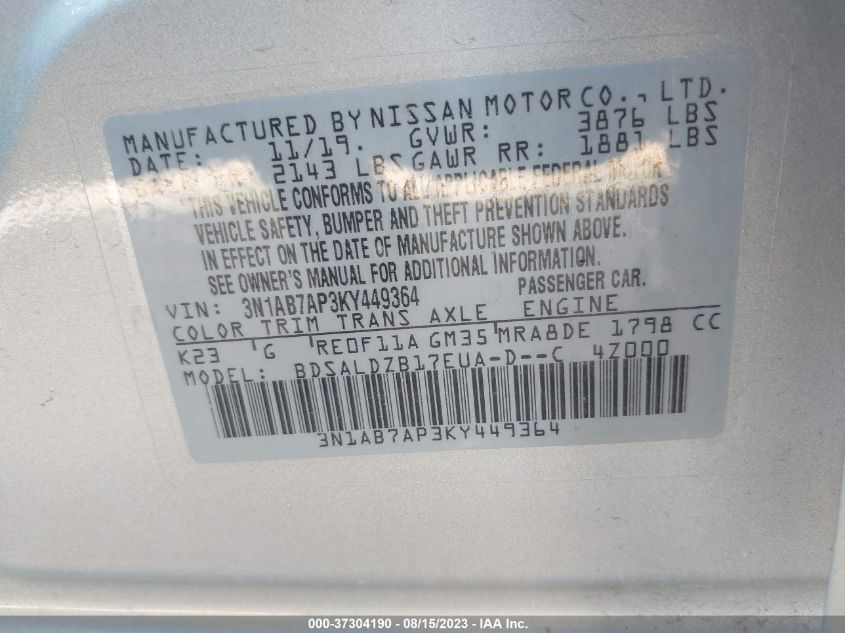 MANUFACTURED BY NISSAN MOTOR CO., LTD.
DATE: 11/19. GVWR: 3876 LBS
2143 LBS GAWR RR: 1881 LBS
THIS VEHICLE CONFORMS TO ALL APPLICABLE FEDERAL MOTOR
VEHICLE SAFETY, BUMPER AND THEFT PREVENTION STANDARDS
IN EFFECT ON THE DATE OF MANUFACTURE SHOWN ABOVE.
SEE OWNER'S MANUAL FOR ADDITIONAL INFORMATION.
VIN: 3N1AB7AP3KY449364 PASSENGER CAR.
COLOR TRIM TRANS AXLE ENGINE
K23 G RE0F11A GM35 MRA8DE 1798 CC
MODEL: BDSALDZB17EUA-D--C 4Z000
3N1AB7AP3KY449364
000-37304190 - 08/15/2023 - © IAA Inc.